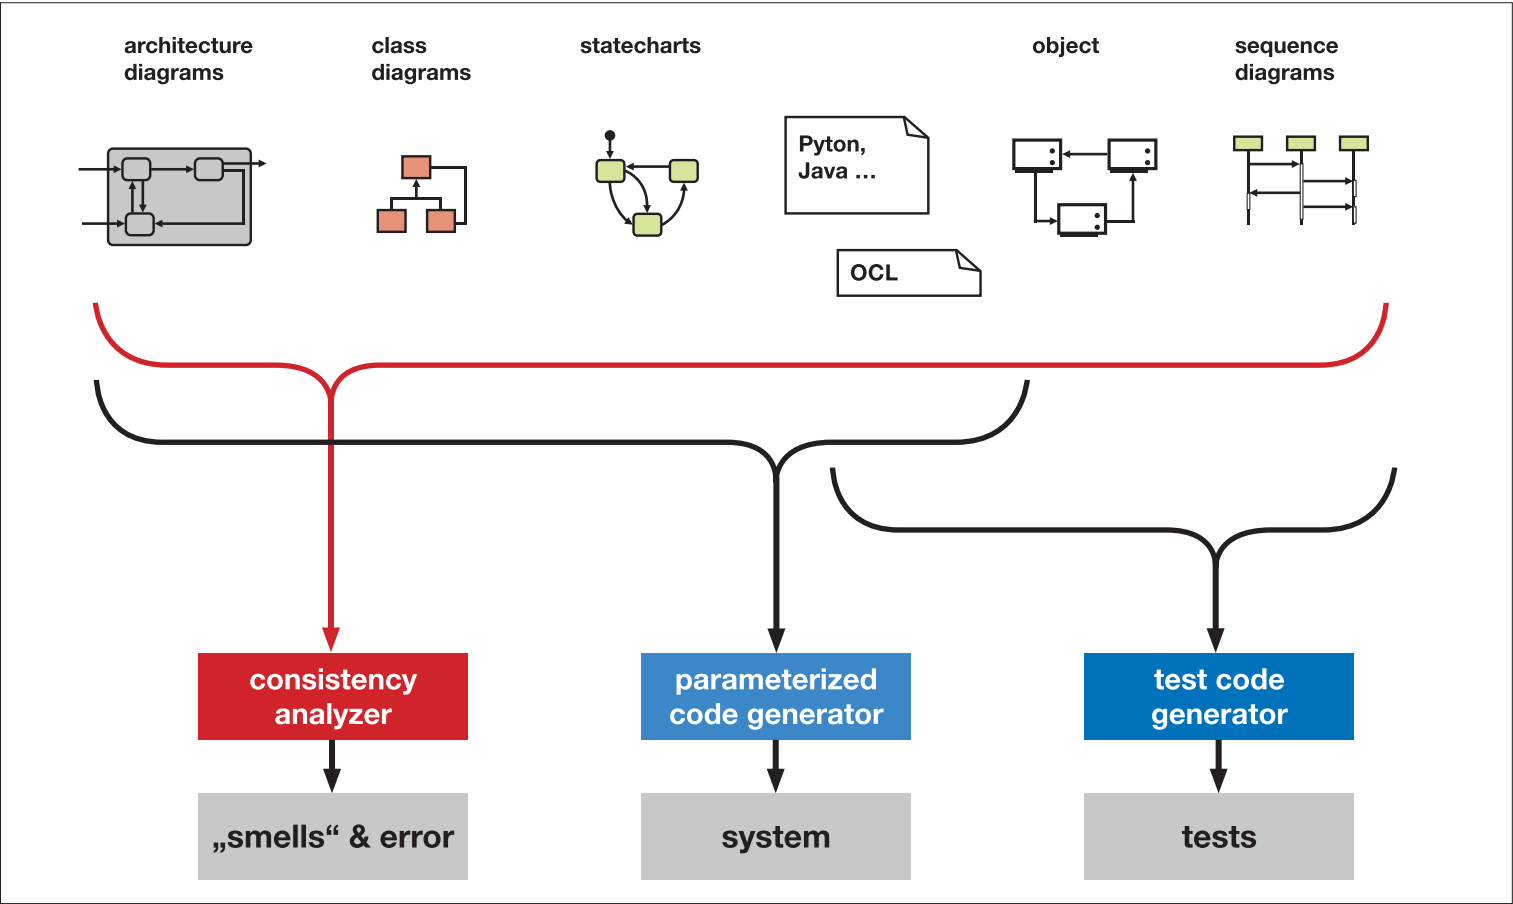 architecture
diagrams
class
diagrams
statecharts
object
sequence
diagrams
Pyton,
Java ...
OCL
consistency
analyzer
parameterized
code generator
test code
generator
„smells“ & error
system
tests